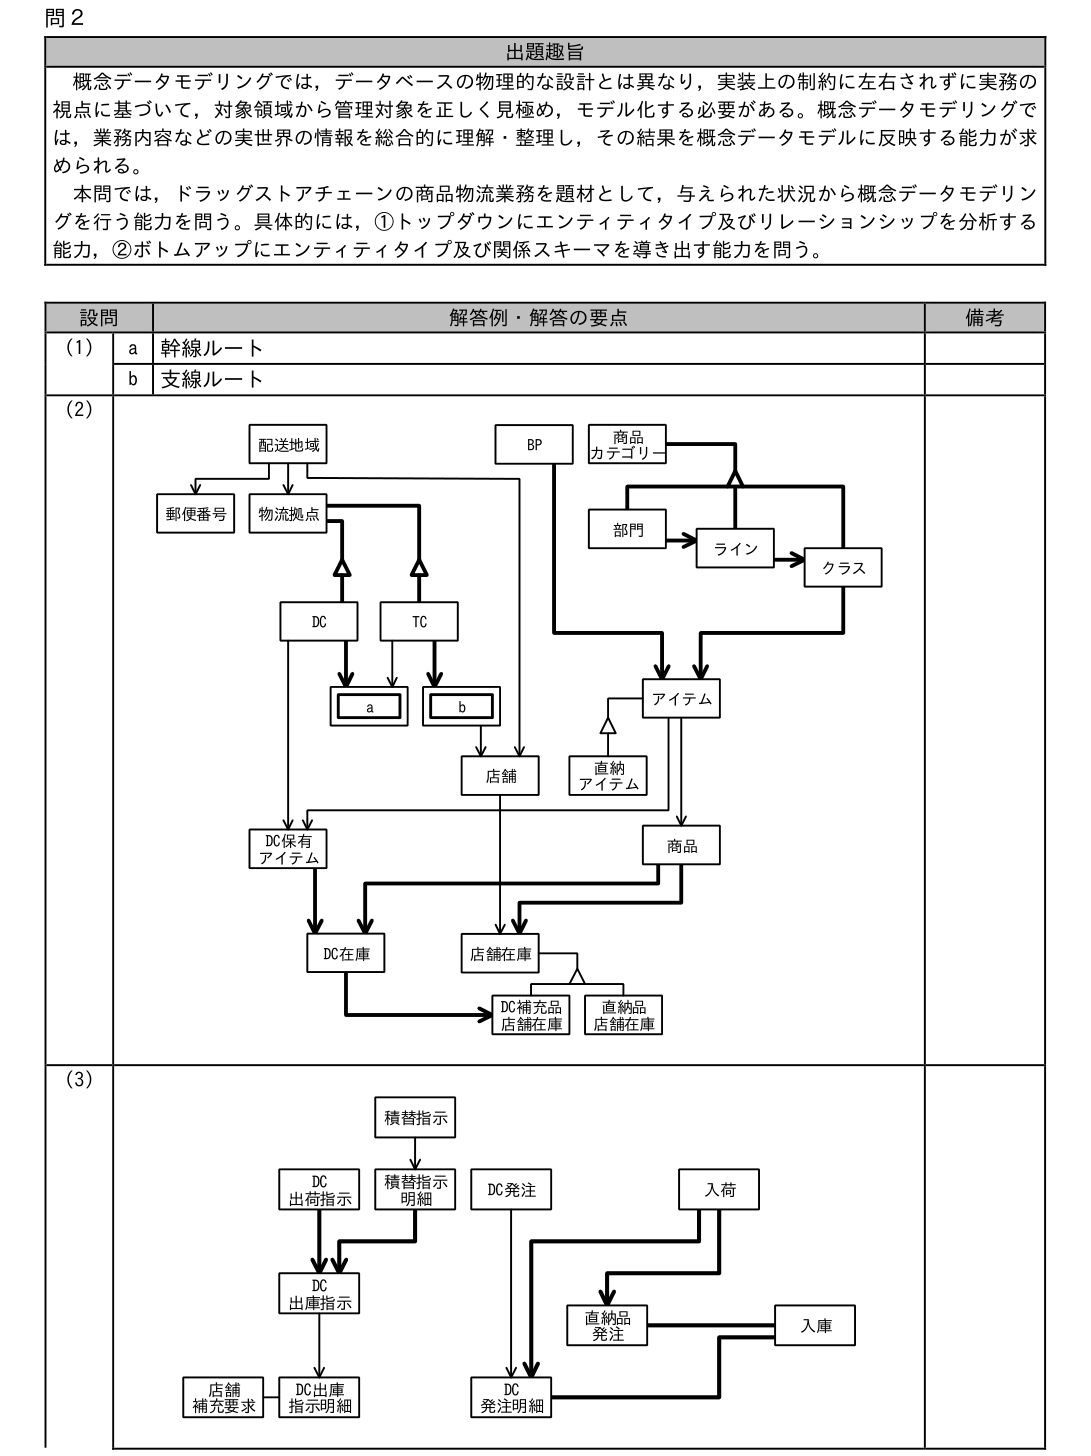 問２
出題趣旨
概念データモデリングでは，データベースの物理的な設計とは異なり，実装上の制約に左右されずに実務の
視点に基づいて，対象領域から管理対象を正しく見極め，モデル化する必要がある。概念データモデリングで
は，業務内容などの実世界の情報を総合的に理解・整理し，その結果を概念データモデルに反映する能力が求
められる。
本問では，ドラッグストアチェーンの商品物流業務を題材として，与えられた状況から概念データモデリン
グを行う能力を問う。具体的には，①トップダウンにエンティティタイプ及びリレーションシップを分析する
能力，②ボトムアップにエンティティタイプ及び関係スキーマを導き出す能力を問う。
設問 解答例・解答の要点 備考
(1) a 幹線ルート
b 支線ルート
(2)
配送地域 BP 商品
カテゴリー
郵便番号 物流拠点 部門 ライン クラス
DC TC
a b アイテム
店舗 直納
アイテム
DC保有
アイテム 商品
DC在庫 店舗在庫
DC補充品
店舗在庫
直納品
店舗在庫
(3)
積替指示
DC
出荷指示
積替指示
明細
DC発注 入荷
DC
出庫指示
直納品
発注
入庫
店舗
補充要求
DC出庫
指示明細
DC
発注明細